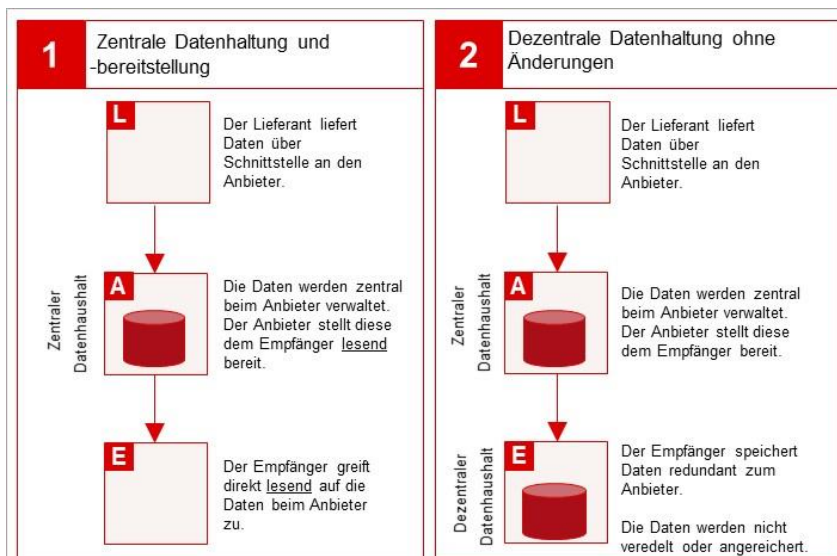 1
Zentrale Datenhaltung und
-bereitstellung
L
Der Lieferant liefert
Daten über
Schnittstelle an den
Anbieter.
Zentraler
Datenhaushalt
A
Die Daten werden zentral
beim Anbieter verwaltet.
Der Anbieter stellt diese
dem Empfänger lesend
bereit.
E
Der Empfänger greift
direkt lesend auf die
Daten beim Anbieter
zu.
2
Dezentrale Datenhaltung ohne
Änderungen
L
Der Lieferant liefert
Daten über
Schnittstelle an den
Anbieter.
Zentraler
Datenhaushalt
A
Die Daten werden zentral
beim Anbieter verwaltet.
Der Anbieter stellt diese
dem Empfänger bereit.
Dezentraler
Datenhaushalt
E
Der Empfänger speichert
Daten redundant zum
Anbieter.
Die Daten werden nicht
veredelt oder angereichert.